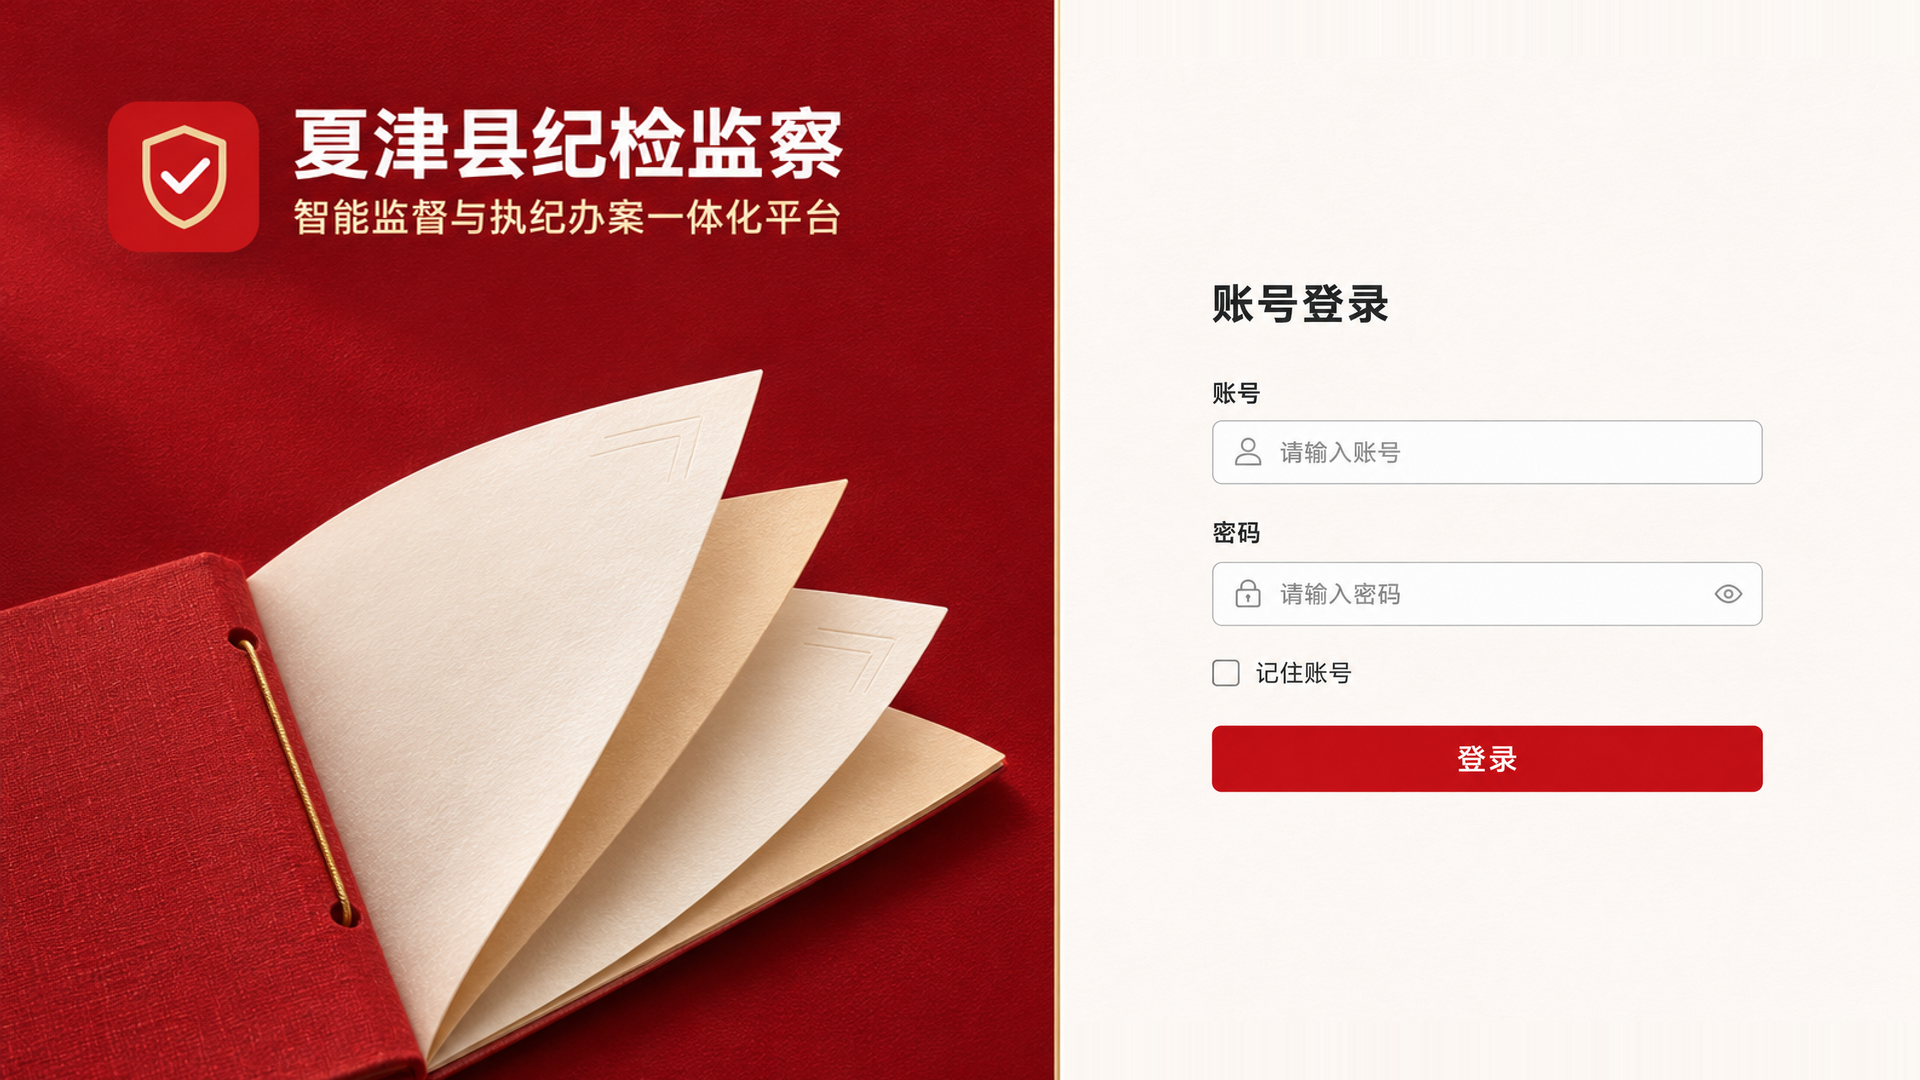 夏津县纪检监察
智能监督与执纪办案一体化平台
账号登录
账号
请输入账号
密码
请输入密码
记住账号
登录